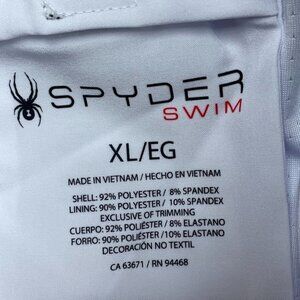 SPYDER
SWIM
XL/EG
MADE IN VIETNAM / HECHO EN VIETNAM
SHELL: 92% POLYESTER / 8% SPANDEX
LINING: 90% POLYESTER / 10% SPANDEX
EXCLUSIVE OF TRIMMING
CUERPO: 92% POLIÉSTER / 8% ELASTANO
FORRO: 90% POLIÉSTER /10% ELASTANO
DECORACIÓN NO TEXTIL
CA 63671 / RN 94468